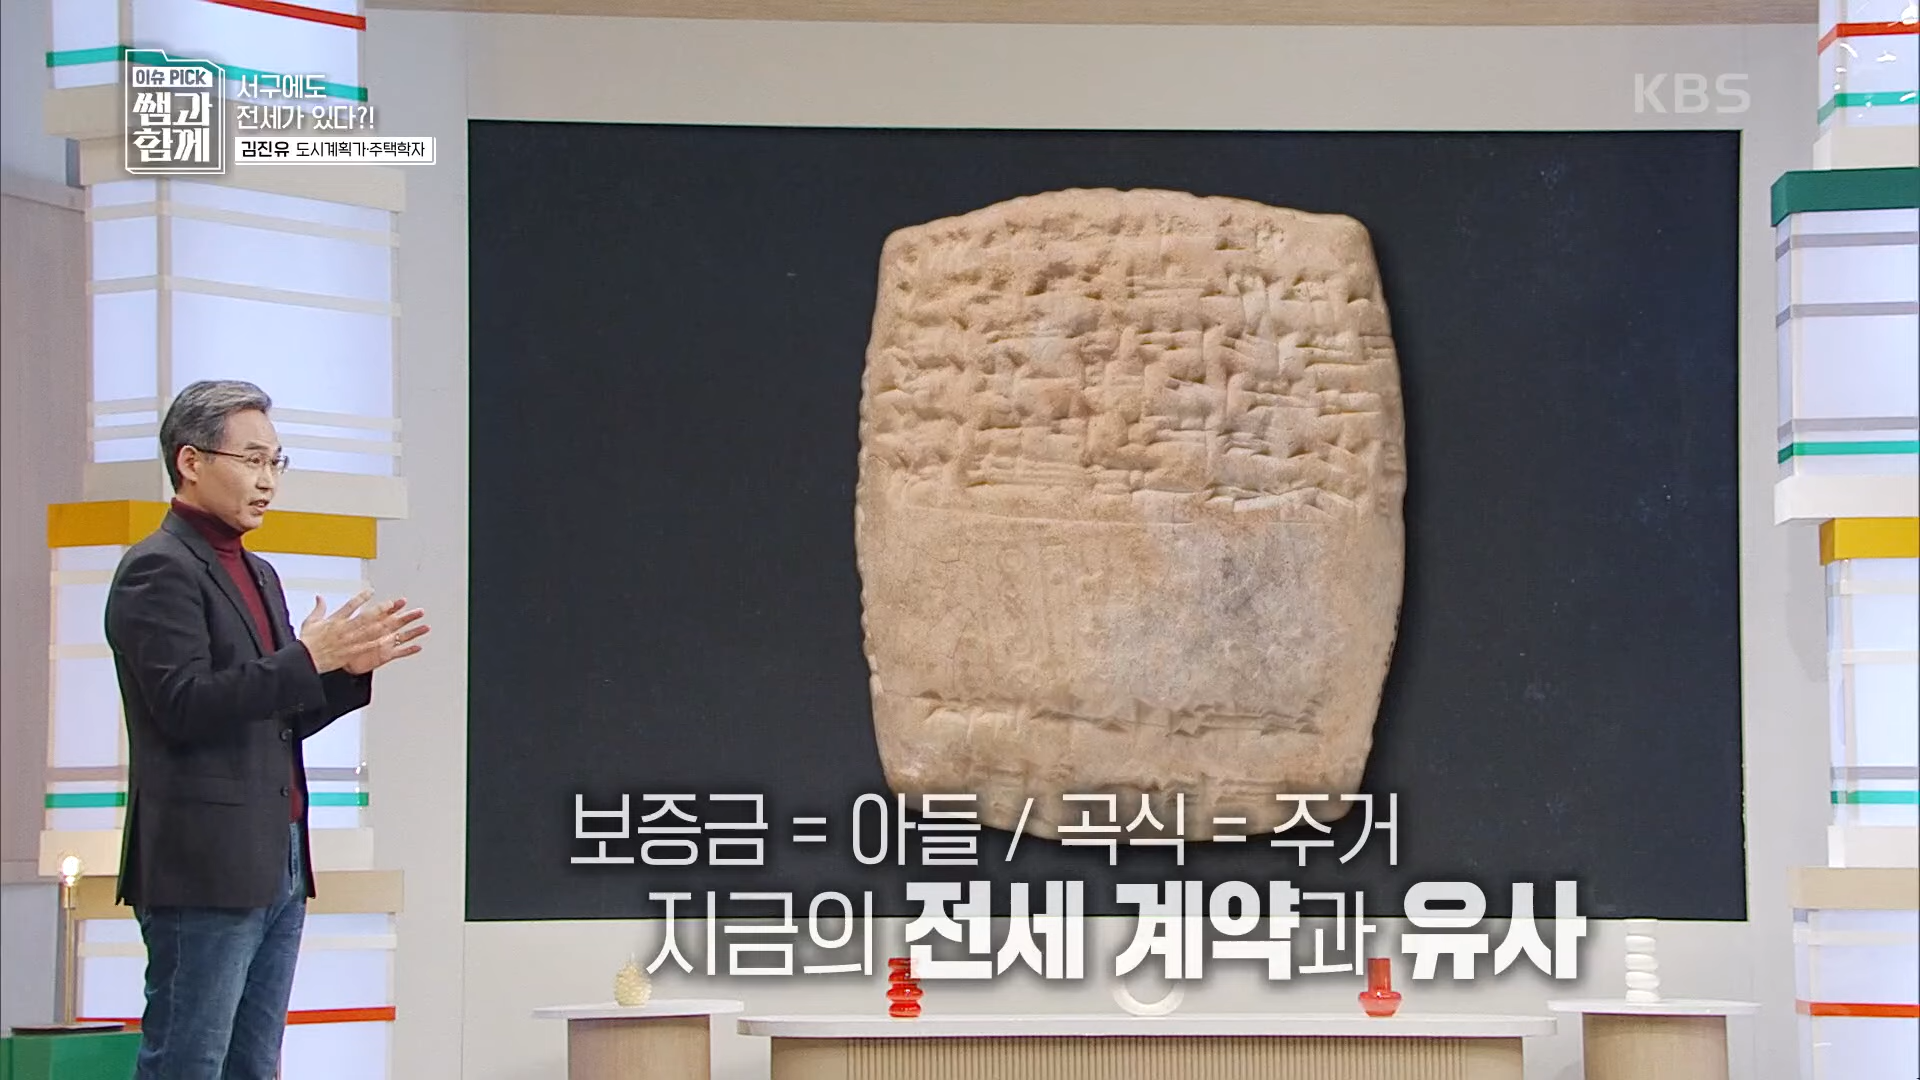 이슈 PICK
쌤과
함께
서구에도
전세가 있다?!
김진유 도시계획가·주택학자
KBS
보증금 = 아들 / 곡식 = 주거
지금의 전세 계약과 유사